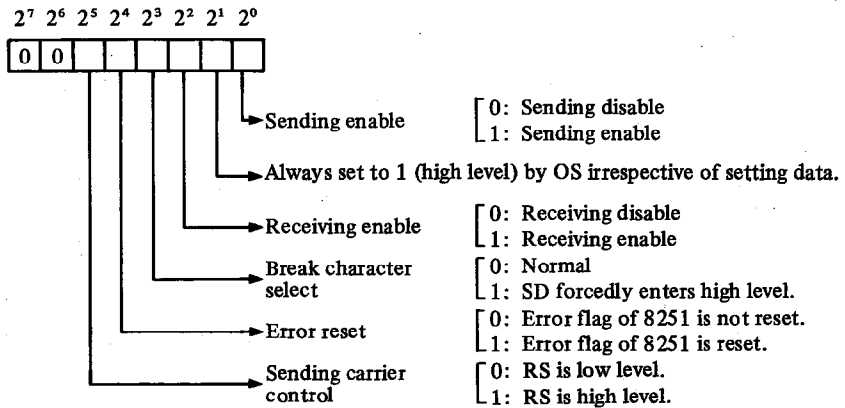 2⁷ 2⁶ 2⁵ 2⁴ 2³ 2² 2¹ 2⁰
0 0
Sending enable
0: Sending disable
1: Sending enable
Always set to 1 (high level) by OS irrespective of setting data.
Receiving enable
0: Receiving disable
1: Receiving enable
Break character
select
0: Normal
1: SD forcedly enters high level.
Error reset
0: Error flag of 8251 is not reset.
1: Error flag of 8251 is reset.
Sending carrier
control
0: RS is low level.
1: RS is high level.